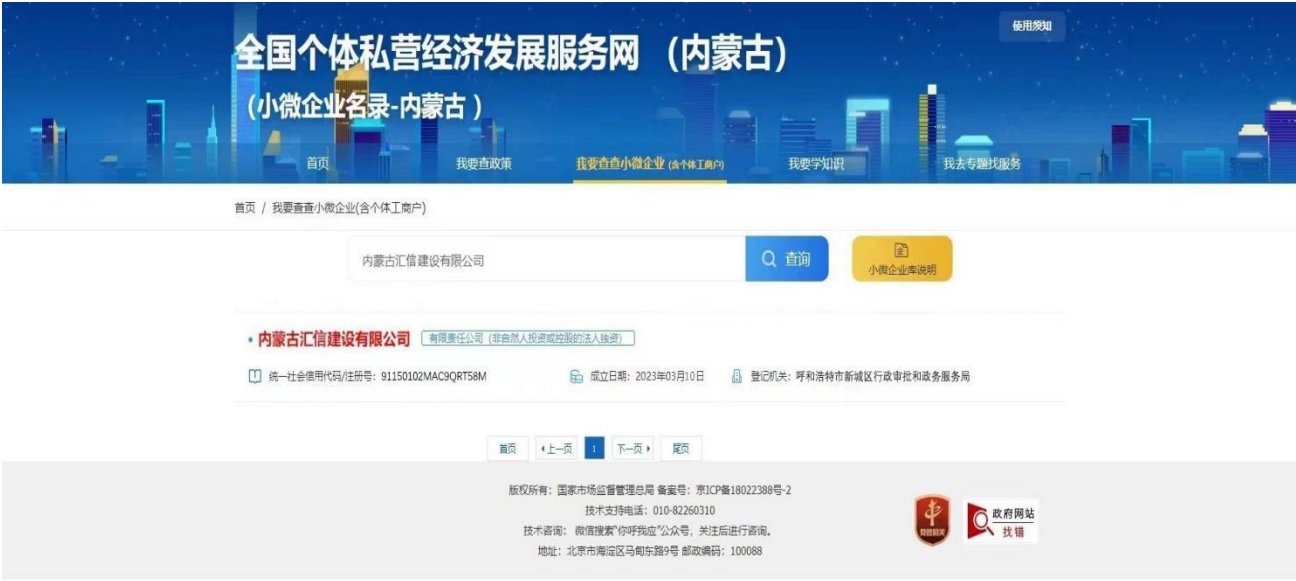 使用须知
全国个体私营经济发展服务网 （内蒙古）
（小微企业名录-内蒙古 ）
首页 我要查政策 我要查查小微企业 (含个体工商户) 我要学知识 我去专题找服务
首页 / 我要查查小微企业(含个体工商户)
内蒙古汇信建设有限公司 查询 小微企业库说明
内蒙古汇信建设有限公司 有限责任公司（非自然人投资或控股的法人独资）
统一社会信用代码/注册号：91150102MAC9QRT58M 成立日期：2023年03月10日 登记机关：呼和浩特市新城区行政审批和政务服务局
首页 上一页 1 下一页 尾页
版权所有：国家市场监督管理总局 备案号：京ICP备18022388号-2
技术支持电话：010-82260310
技术咨询： 微信搜索“你呼我应”公众号，关注后进行咨询。
地址：北京市海淀区马甸东路9号 邮政编码：100088
党政机关
政府网站
找错